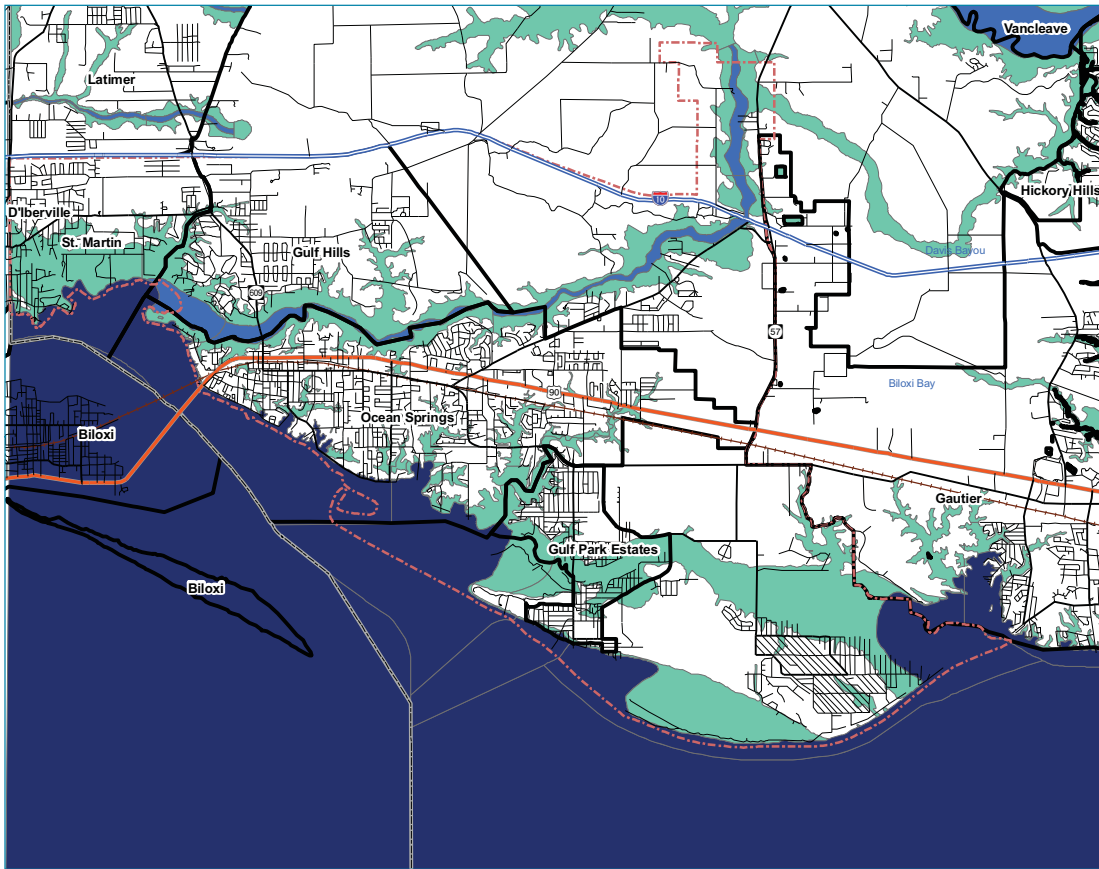 Vancleave
Latimer
Hickory Hills
10
D'Iberville
St. Martin
Gulf Hills
Davis Bayou
609
57
Biloxi Bay
90
Ocean Springs
Biloxi
Gautier
Gulf Park Estates
Biloxi